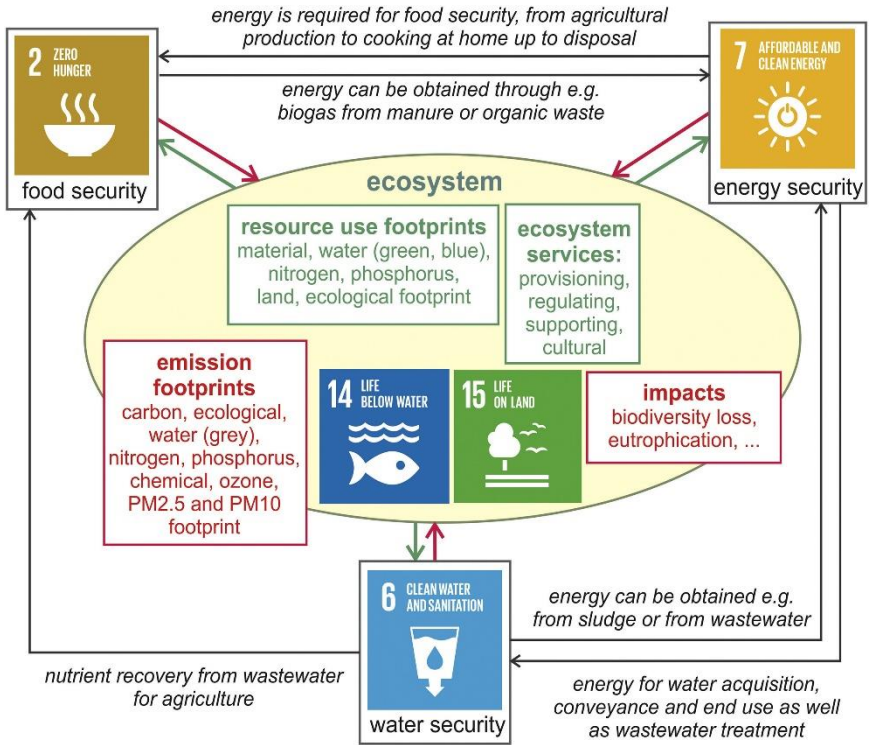 energy is required for food security, from agricultural
production to cooking at home up to disposal
2 ZERO
HUNGER
food security
energy can be obtained through e.g.
biogas from manure or organic waste
7 AFFORDABLE AND
CLEAN ENERGY
energy security
ecosystem
resource use footprints
material, water (green, blue),
nitrogen, phosphorus,
land, ecological footprint
ecosystem
services:
provisioning,
regulating,
supporting,
cultural
emission
footprints
carbon, ecological,
water (grey),
nitrogen, phosphorus,
chemical, ozone,
PM2.5 and PM10
footprint
14 LIFE
BELOW WATER
15 LIFE
ON LAND
impacts
biodiversity loss,
eutrophication, ...
6 CLEAN WATER
AND SANITATION
water security
nutrient recovery from wastewater
for agriculture
energy can be obtained e.g.
from sludge or from wastewater
energy for water acquisition,
conveyance and end use as well
as wastewater treatment